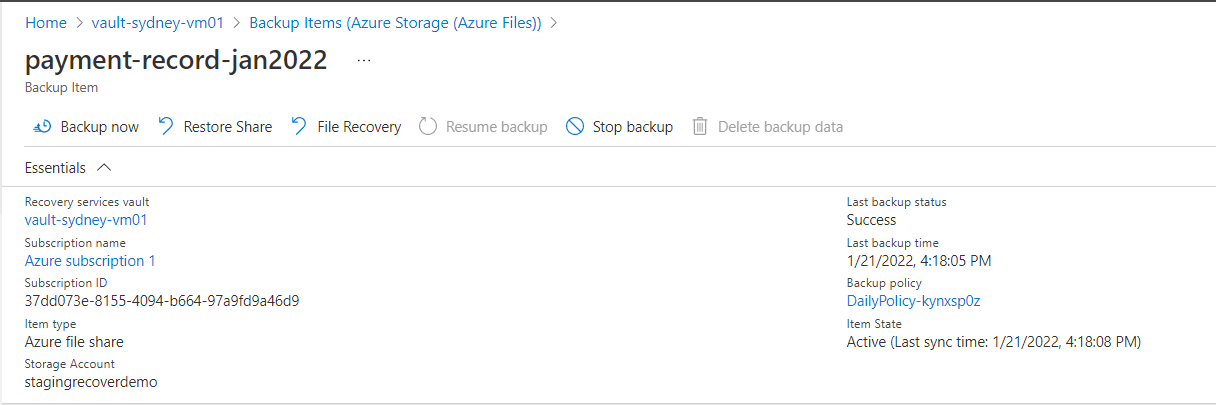 Home > vault-sydney-vm01 > Backup Items (Azure Storage (Azure Files)) >
payment-record-jan2022 ...
Backup Item
Backup now Restore Share File Recovery Resume backup Stop backup Delete backup data
Essentials
Recovery services vault
vault-sydney-vm01
Subscription name
Azure subscription 1
Subscription ID
37dd073e-8155-4094-b664-97a9fd9a46d9
Item type
Azure file share
Storage Account
stagingrecoverdemo
Last backup status
Success
Last backup time
1/21/2022, 4:18:05 PM
Backup policy
DailyPolicy-kynxsp0z
Item State
Active (Last sync time: 1/21/2022, 4:18:08 PM)